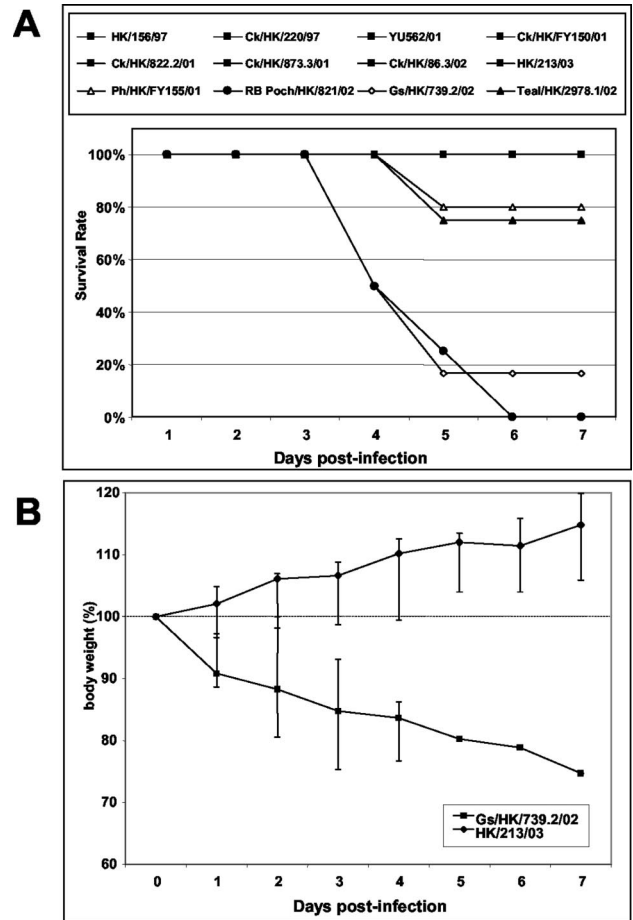 A
HK/156/97 Ck/HK/220/97 YU562/01 Ck/HK/FY150/01
Ck/HK/822.2/01 Ck/HK/873.3/01 Ck/HK/86.3/02 HK/213/03
Ph/HK/FY155/01 RB Poch/HK/821/02 Gs/HK/739.2/02 Teal/HK/2978.1/02
100%
80%
60%
40%
20%
0%
Survival Rate
1 2 3 4 5 6 7
Days post-infection
B
120
110
100
90
80
70
60
body weight (%)
Gs/HK/739.2/02
HK/213/03
0 1 2 3 4 5 6 7
Days post-infection